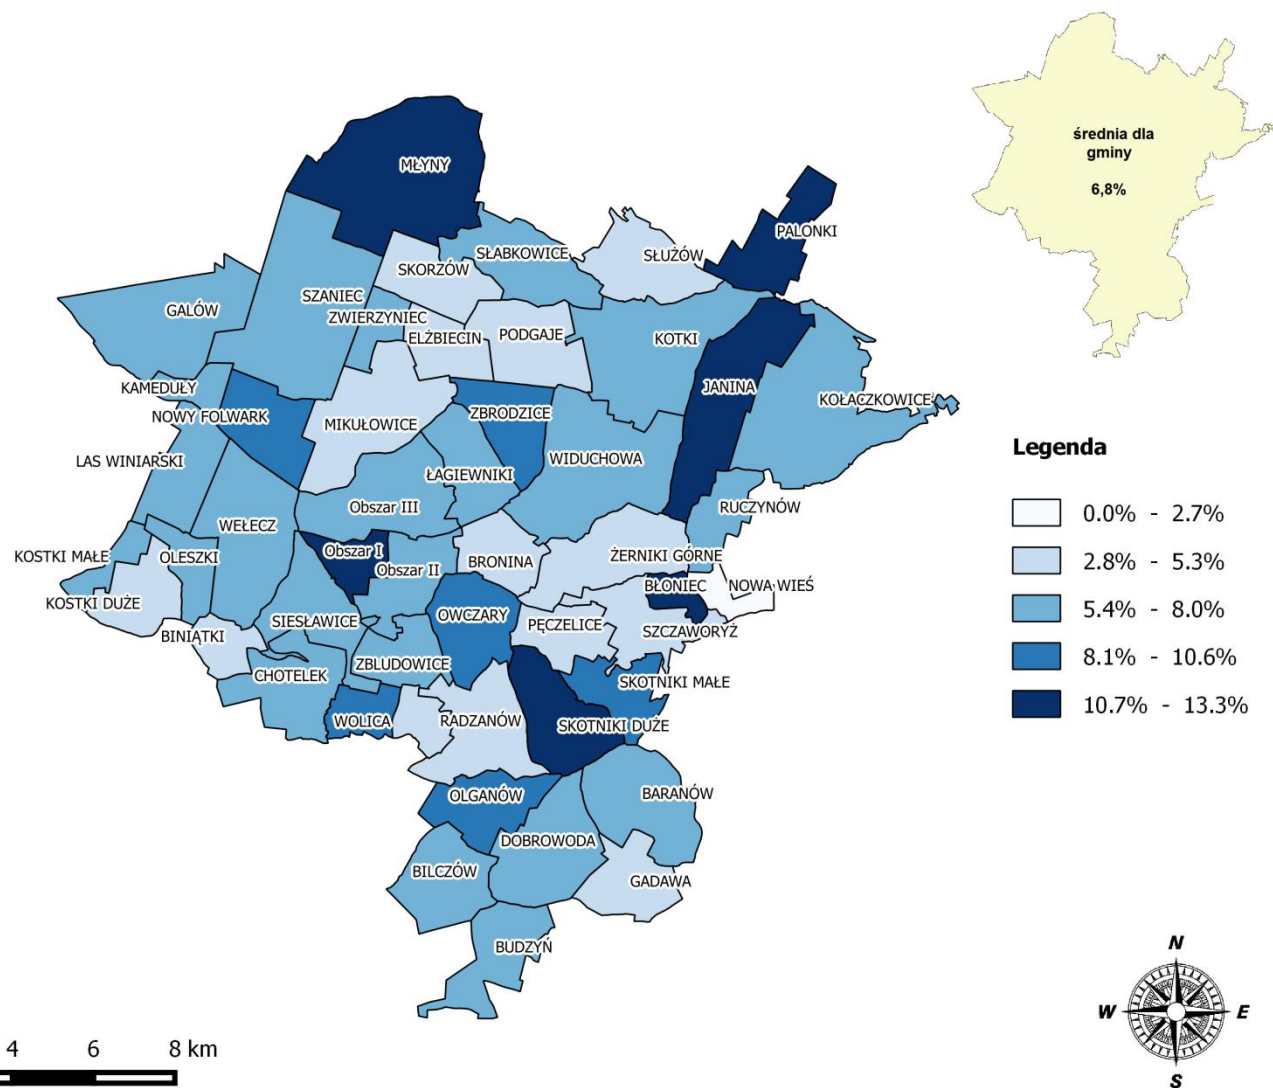 średnia dla
gminy
6,8%
MŁYNY
PALONKI
SŁABKOWICE
SŁUŻÓW
SKORZÓW
SZANIEC
GALÓW
ZWIERZYNIEC
ELŻBIECIN
PODGAJE
KOTKI
KAMEDUŁY
JANINA
KOŁACZKOWICE
NOWY FOLWARK
ZBRODZICE
MIKUŁOWICE
LAS WINIARSKI
ŁAGIEWNIKI
WIDUCHOWA
Obszar III
RUCZYNÓW
WEŁECZ
KOSTKI MAŁE
OLESZKI
Obszar I
Obszar II
BRONINA
ŻERNIKI GÓRNE
BŁONIEC
NOWA WIEŚ
KOSTKI DUŻE
SIESŁAWICE
OWCZARY
PĘCZELICE
SZCZAWORYŻ
BINIĄTKI
ZBLUDOWICE
CHOTELEK
SKOTNIKI MAŁE
WOLICA
RADZANÓW
SKOTNIKI DUŻE
OLGANÓW
BARANÓW
DOBROWODA
BILCZÓW
GADAWA
BUDZYŃ
Legenda
0.0% - 2.7%
2.8% - 5.3%
5.4% - 8.0%
8.1% - 10.6%
10.7% - 13.3%
N
W
E
S
4 6 8 km